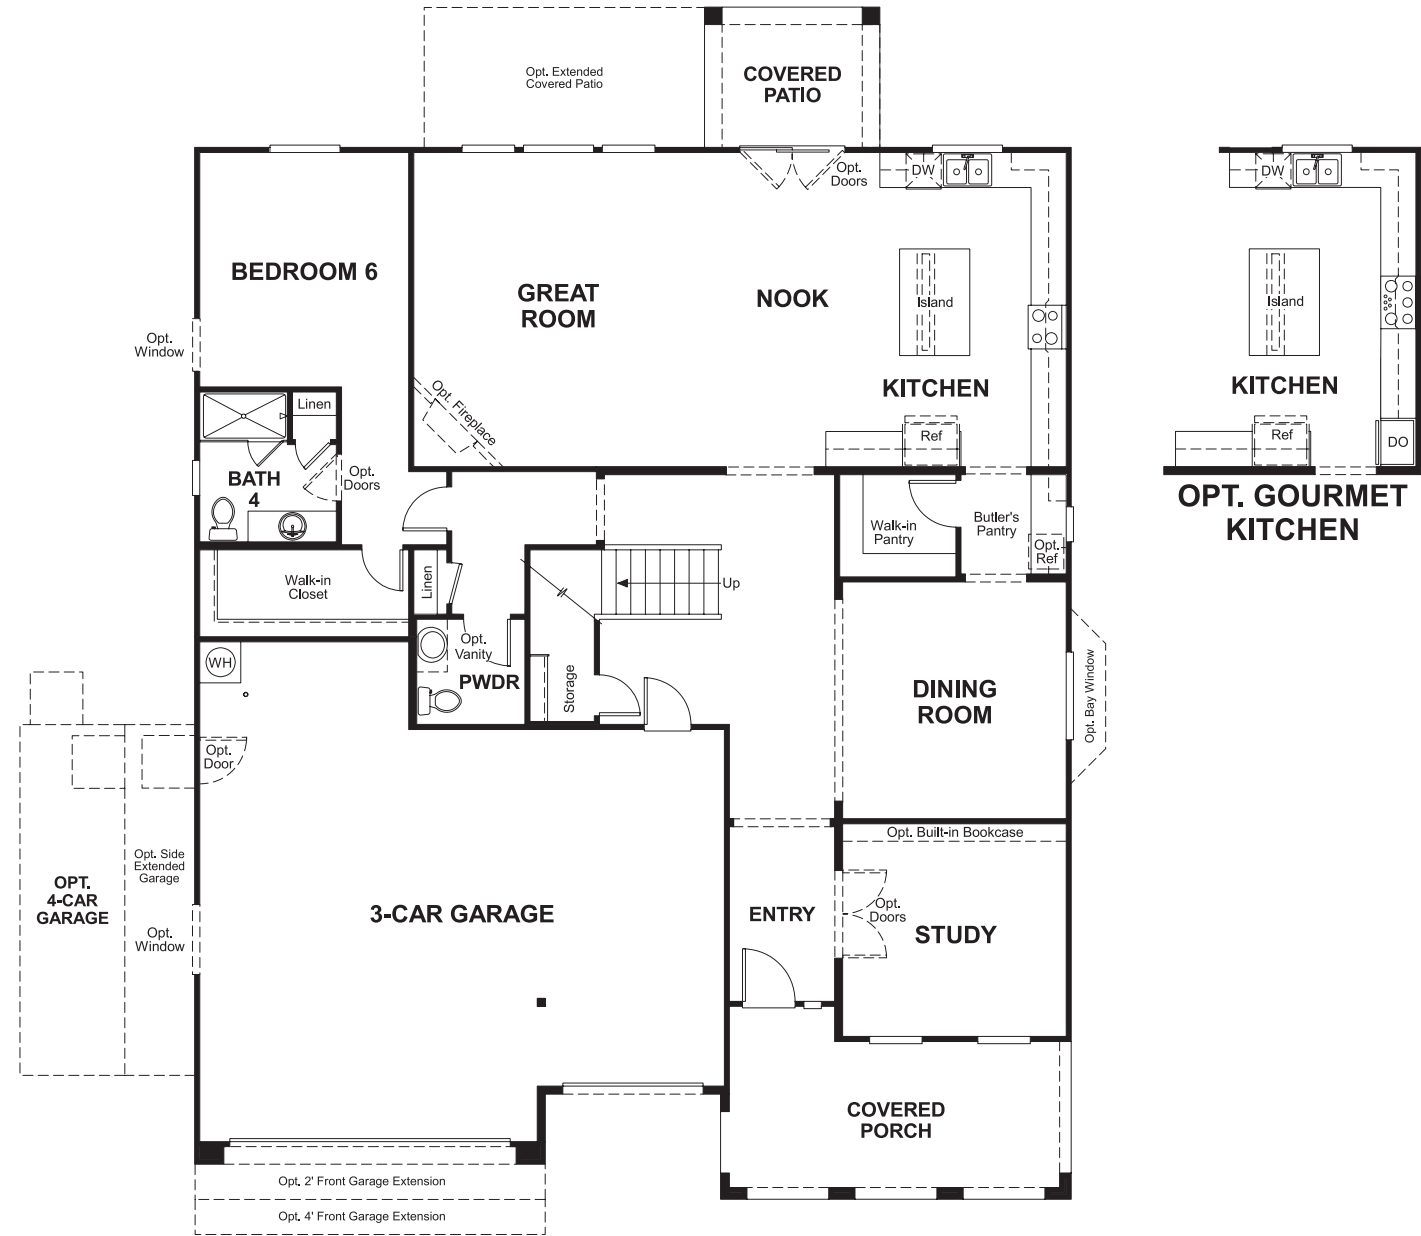 Opt. Extended
Covered Patio
COVERED
PATIO
Opt.
Doors
DW
DW
BEDROOM 6
GREAT
ROOM
NOOK
Island
Island
Opt.
Window
KITCHEN
KITCHEN
Opt. Fireplace
Linen
Ref
Ref
DO
BATH
4
Opt.
Doors
OPT. GOURMET
KITCHEN
Walk-in
Pantry
Butler's
Pantry
Opt.
Ref
Walk-in
Closet
Linen
Up
Opt.
Vanity
PWDR
Storage
WH
DINING
ROOM
Opt. Bay Window
Opt.
Door
Opt. Built-in Bookcase
Opt. Side
Extended
Garage
OPT.
4-CAR
GARAGE
Opt.
Window
3-CAR GARAGE
ENTRY
Opt.
Doors
STUDY
COVERED
PORCH
Opt. 2' Front Garage Extension
Opt. 4' Front Garage Extension